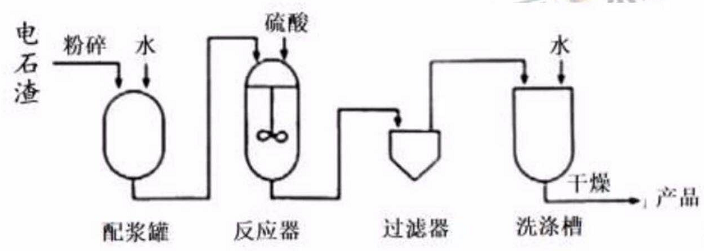 电石渣
粉碎
水
硫酸
水
干燥
产品
配浆罐
反应器
过滤器
洗涤槽